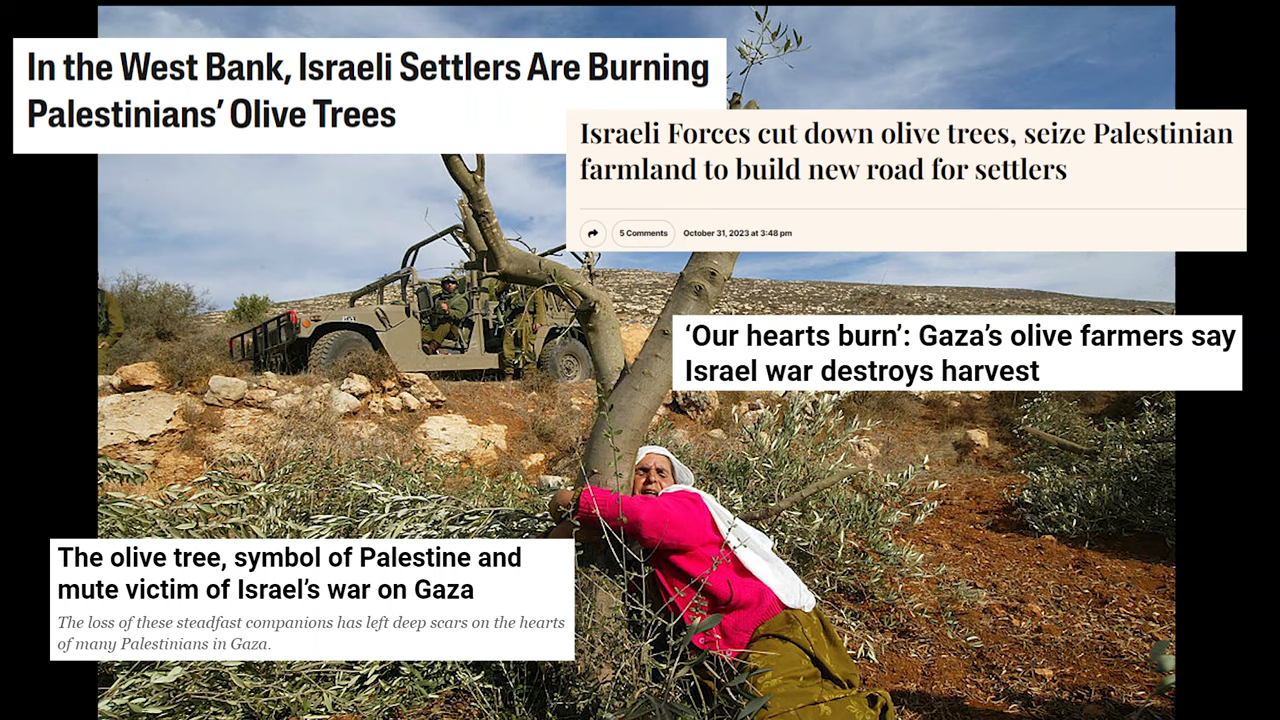 In the West Bank, Israeli Settlers Are Burning
Palestinians’ Olive Trees
Israeli Forces cut down olive trees, seize Palestinian
farmland to build new road for settlers
5 Comments
October 31, 2023 at 3:48 pm
‘Our hearts burn’: Gaza’s olive farmers say
Israel war destroys harvest
The olive tree, symbol of Palestine and
mute victim of Israel’s war on Gaza
The loss of these steadfast companions has left deep scars on the hearts
of many Palestinians in Gaza.